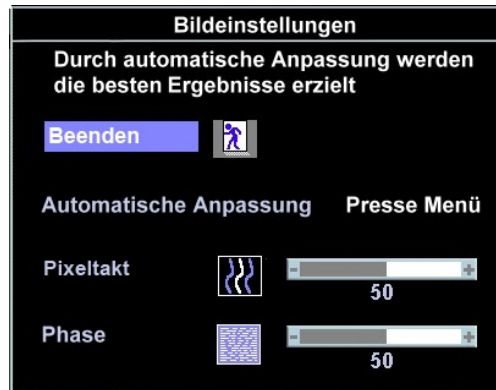 Bildeinstellungen
Durch automatische Anpassung werden
die besten Ergebnisse erzielt
Beenden
Automatische Anpassung Presse Menü
Pixeltakt
- +
50
Phase
- +
50